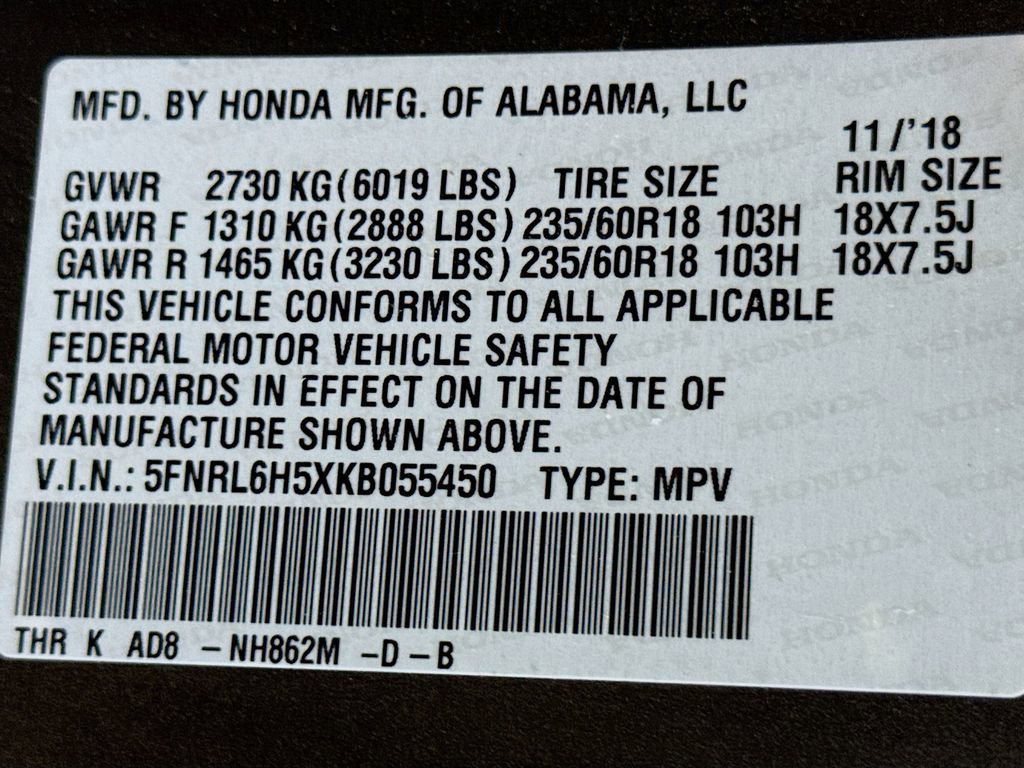 MFD. BY HONDA MFG. OF ALABAMA, LLC
11/'18
GVWR 2730 KG(6019 LBS) TIRE SIZE RIM SIZE
GAWR F 1310 KG(2888 LBS) 235/60R18 103H 18X7.5J
GAWR R 1465 KG(3230 LBS) 235/60R18 103H 18X7.5J
THIS VEHICLE CONFORMS TO ALL APPLICABLE
FEDERAL MOTOR VEHICLE SAFETY
STANDARDS IN EFFECT ON THE DATE OF
MANUFACTURE SHOWN ABOVE.
V.I.N.: 5FNRL6H5XKB055450 TYPE: MPV
THR K AD8 -NH862M -D-B